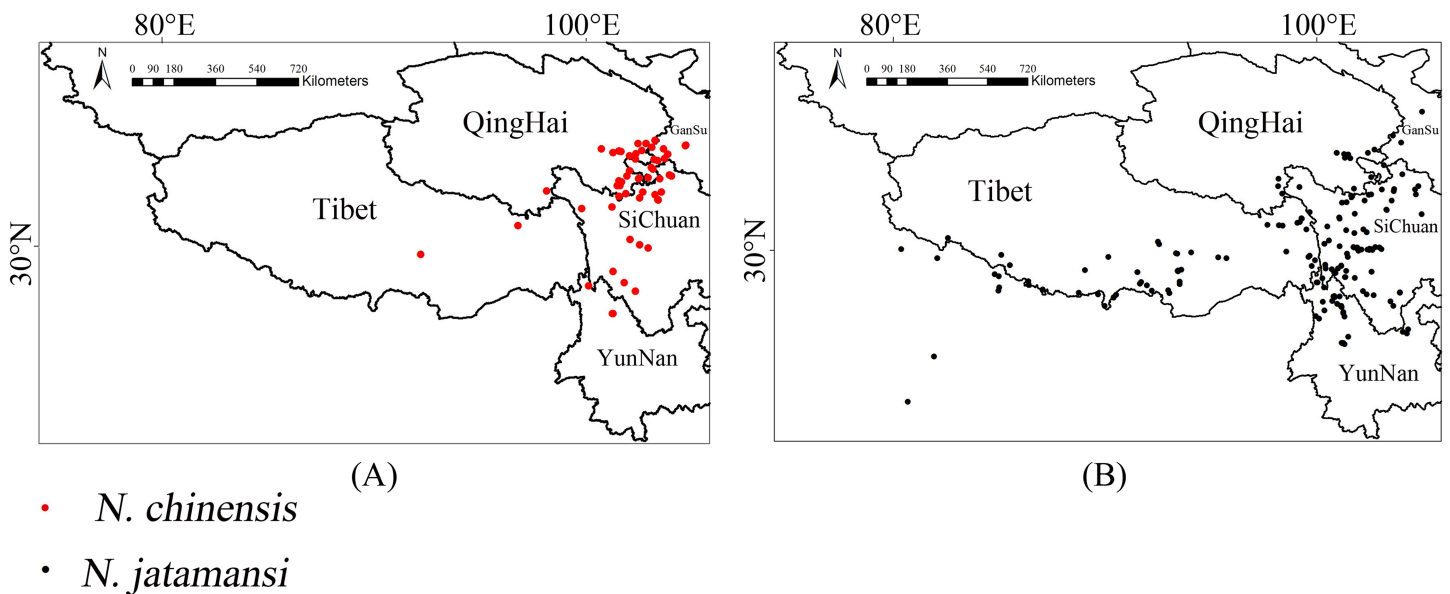 80°E
100°E
N
0 90 180 360 540 720
Kilometers
QingHai
GanSu
Tibet
SiChuan
30°N
YunNan
(A)
80°E
100°E
N
0 90 180 360 540 720
Kilometers
QingHai
GanSu
Tibet
SiChuan
30°N
YunNan
(B)
N. chinensis
N. jatamansi